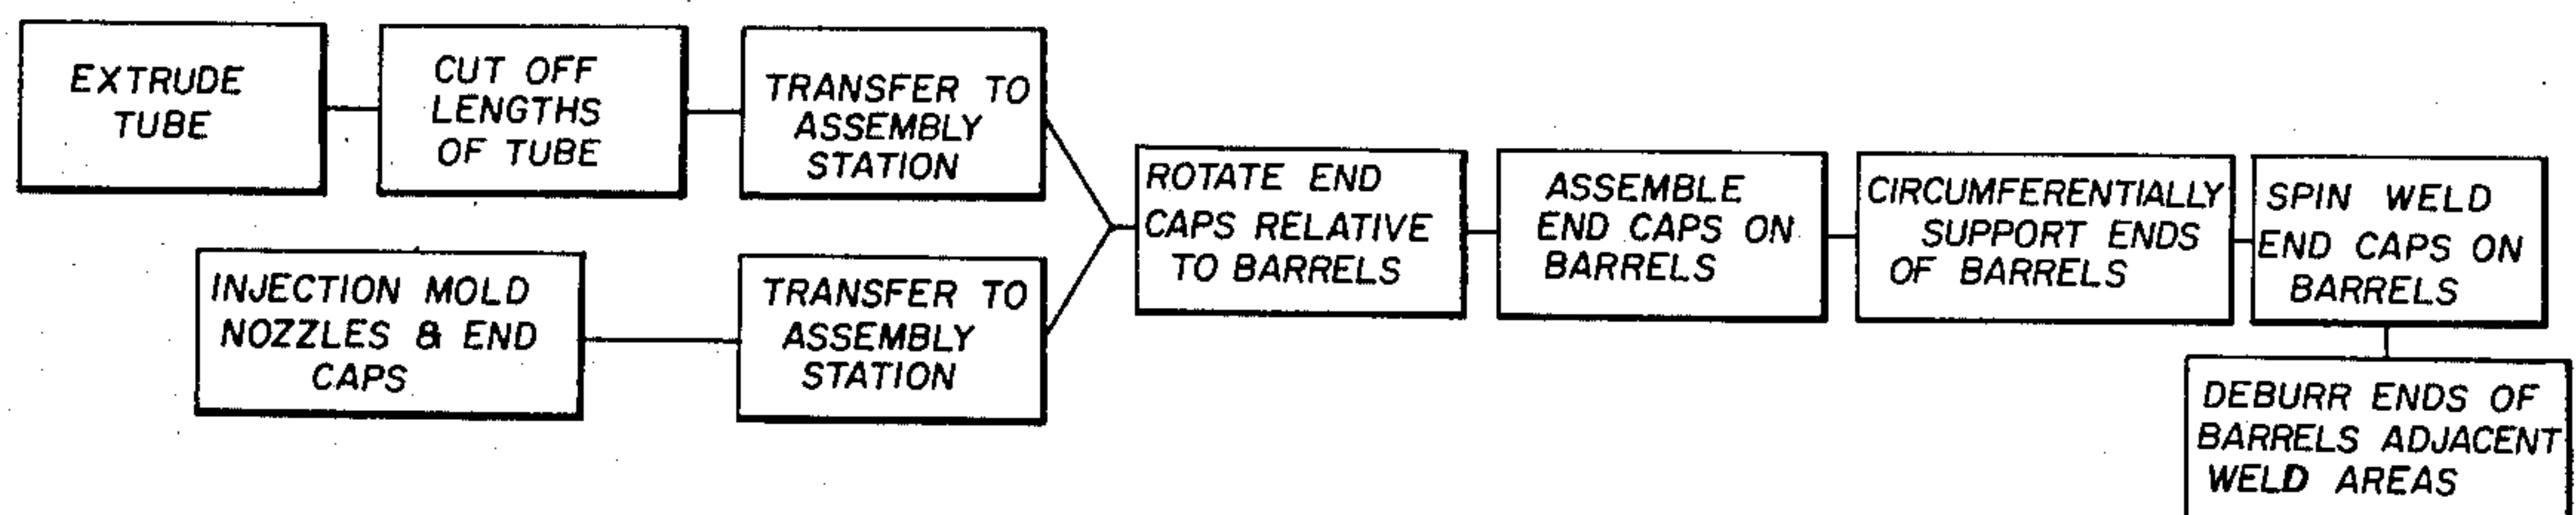 EXTRUDE
TUBE
CUT OFF
LENGTHS
OF TUBE
TRANSFER TO
ASSEMBLY
STATION
INJECTION MOLD
NOZZLES & END
CAPS
TRANSFER TO
ASSEMBLY
STATION
ROTATE END
CAPS RELATIVE
TO BARRELS
ASSEMBLE
END CAPS ON
BARRELS
CIRCUMFERENTIALLY
SUPPORT ENDS
OF BARRELS
SPIN WELD
END CAPS ON
BARRELS
DEBURR ENDS OF
BARRELS ADJACENT
WELD AREAS